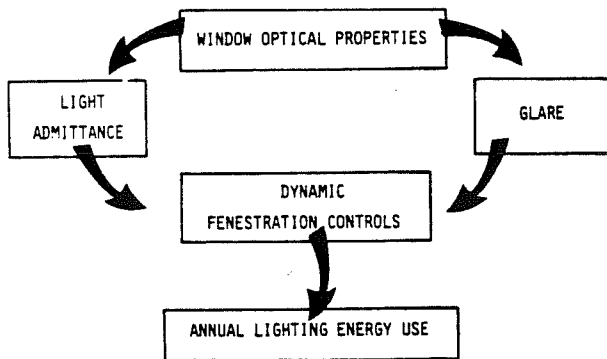 WINDOW OPTICAL PROPERTIES
LIGHT
ADMITTANCE
GLARE
DYNAMIC
FENESTRATION CONTROLS
ANNUAL LIGHTING ENERGY USE